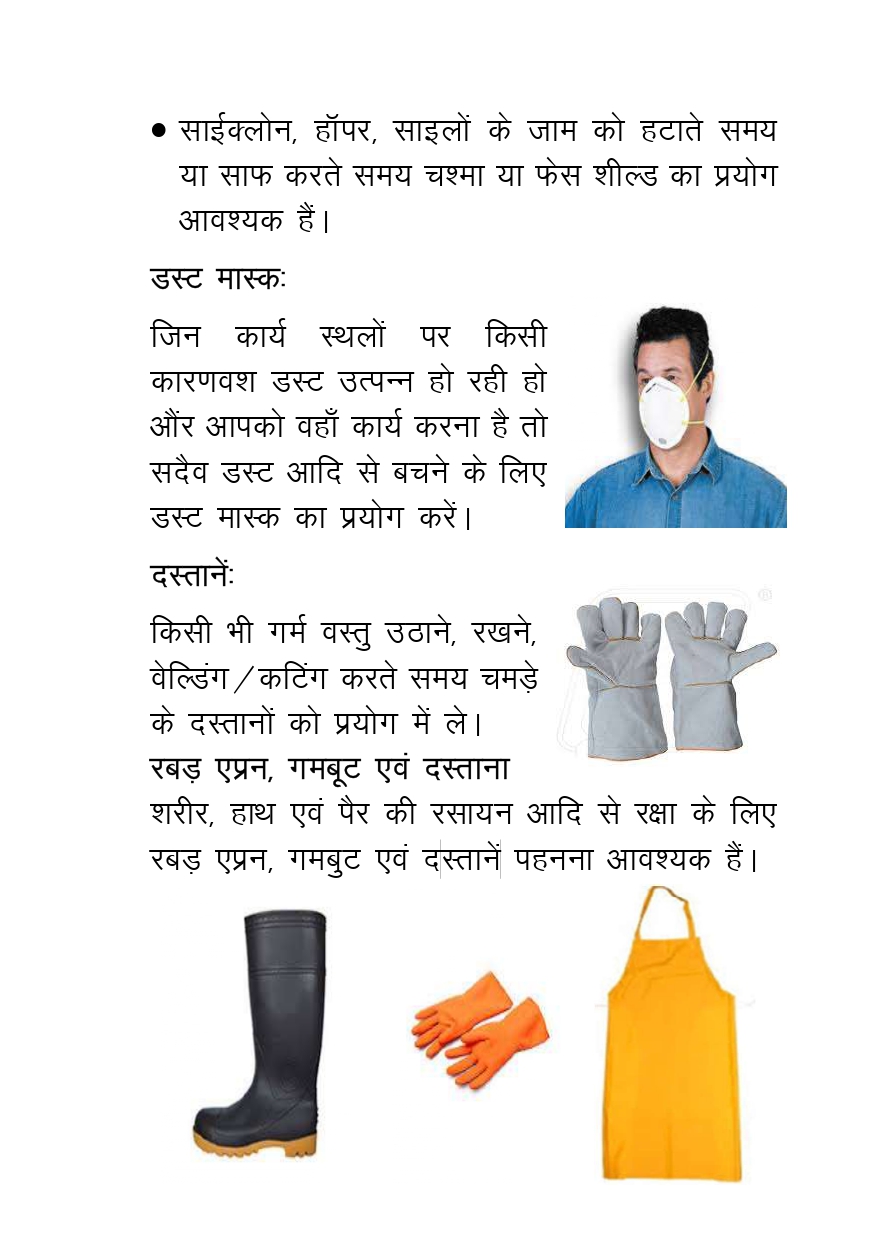 • साईक्लोन, हॉपर, साइलों के जाम को हटाते समय
या साफ करते समय चश्मा या फेस शील्ड का प्रयोग
आवश्यक हैं।
डस्ट मास्क:
जिन कार्य स्थलों पर किसी
कारणवश डस्ट उत्पन्न हो रही हो
औंर आपको वहाँ कार्य करना है तो
सदैव डस्ट आदि से बचने के लिए
डस्ट मास्क का प्रयोग करें।
दस्तानें:
®
किसी भी गर्म वस्तु उठाने, रखने,
वेल्डिंग/कटिंग करते समय चमड़े
के दस्तानों को प्रयोग में ले।
रबड़ एप्रन, गमबूट एवं दस्ताना
शरीर, हाथ एवं पैर की रसायन आदि से रक्षा के लिए
रबड़ एप्रन, गमबुट एवं दस्तानें पहनना आवश्यक हैं।